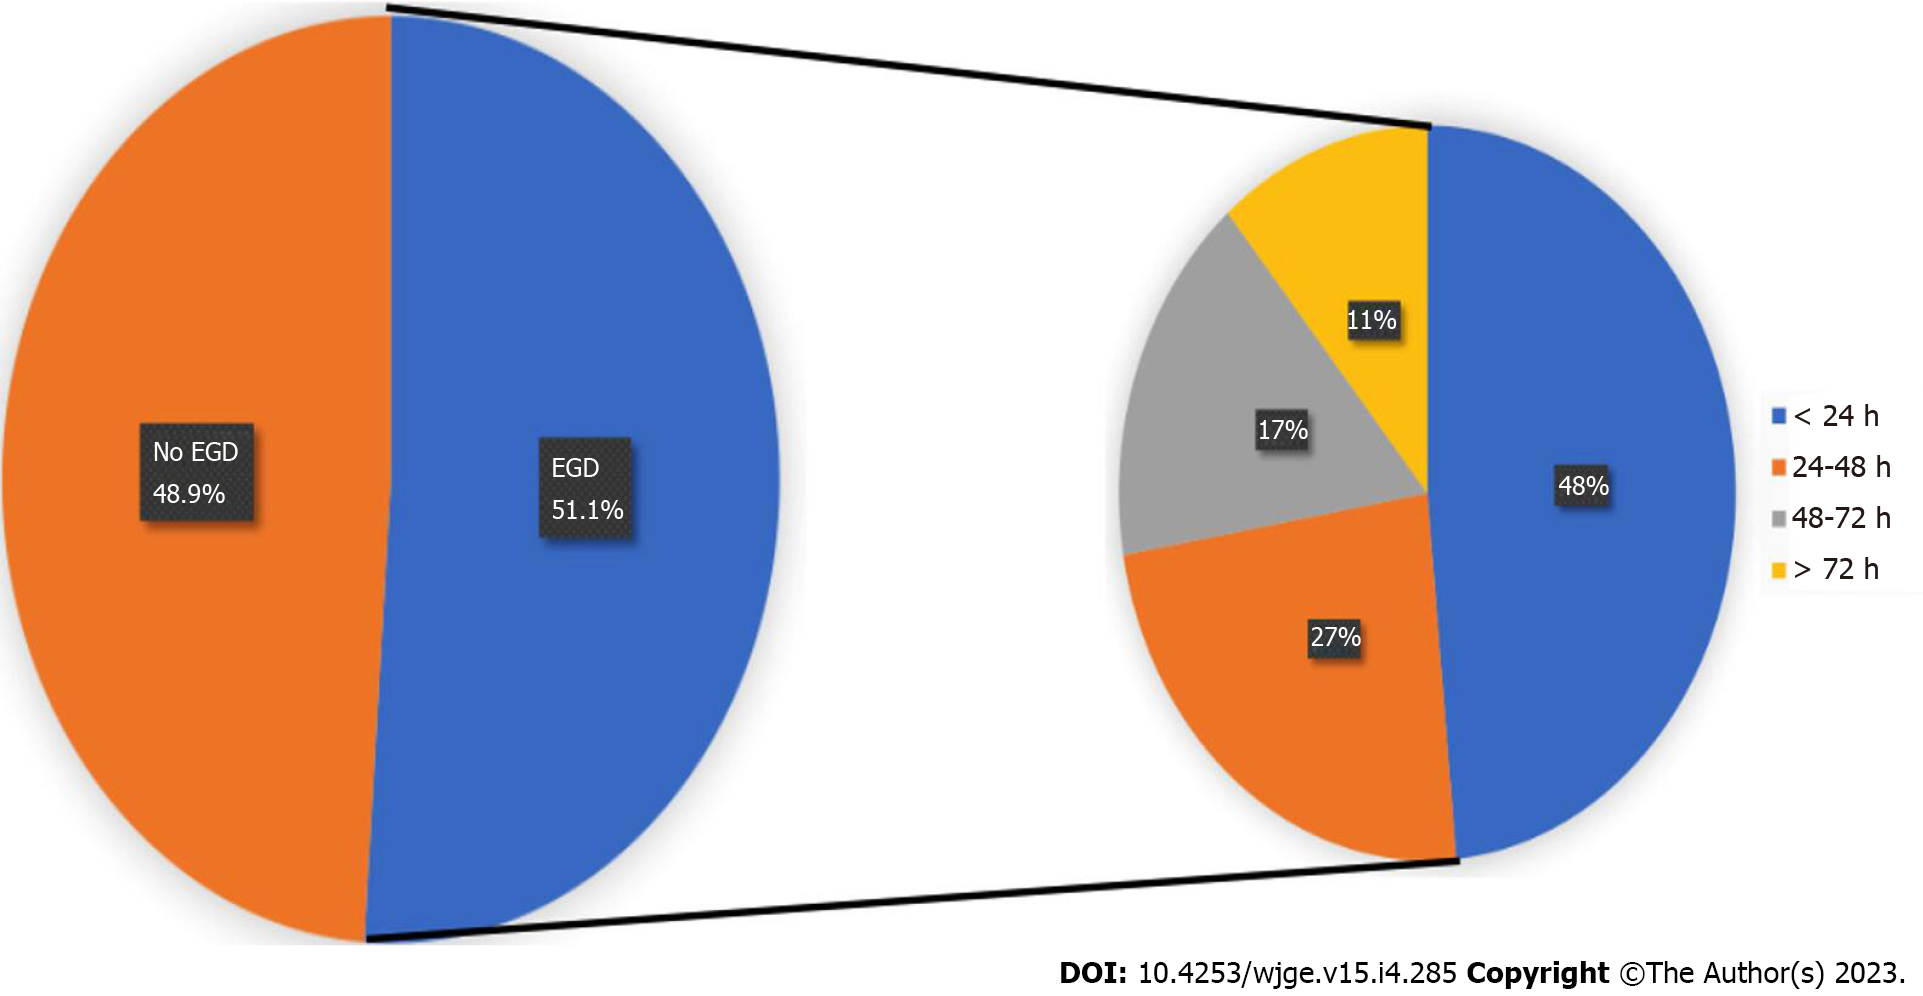 No EGD
48.9%
EGD
51.1%
11%
17%
48%
27%
< 24 h
24-48 h
48-72 h
> 72 h
DOI: 10.4253/wjge.v15.i4.285 Copyright ©The Author(s) 2023.